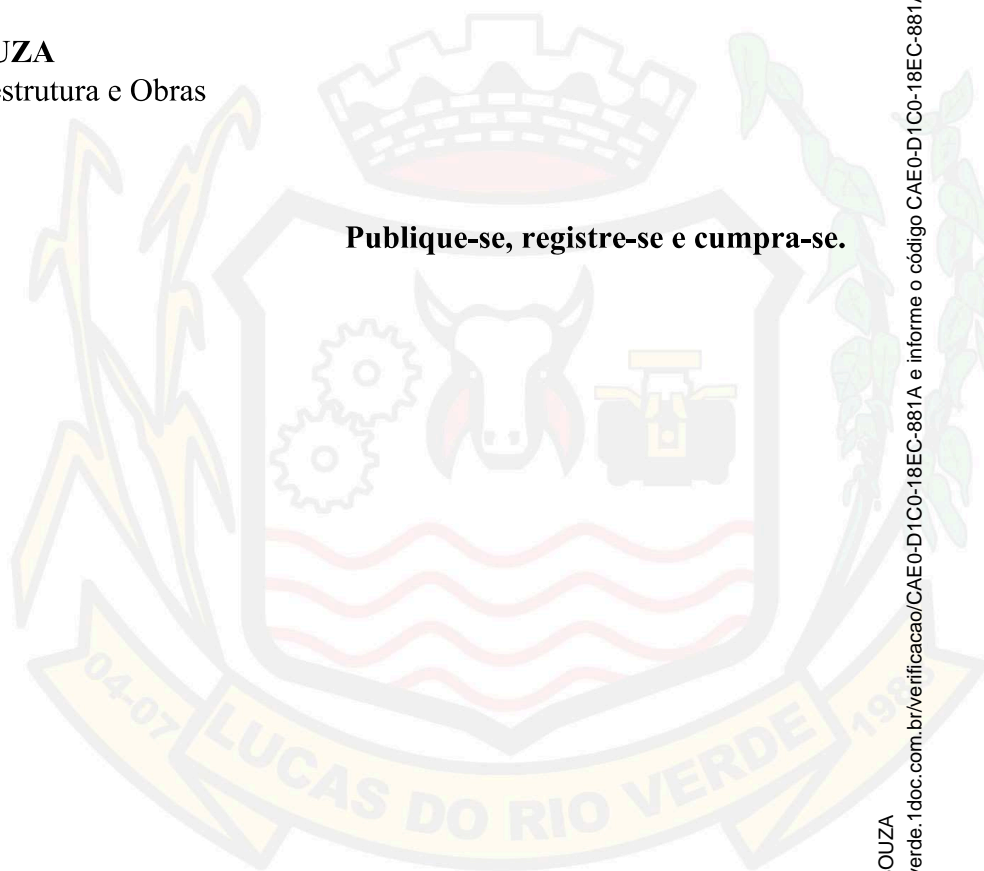 UZA
estrutura e Obras
Publique-se, registre-se e cumpra-se.
04-07
LUCAS DO RIO VERDE
OUZA
verde.1doc.com.br/verificacao/CAE0-D1C0-18EC-881A e informe o código CAE0-D1C0-18EC-881A